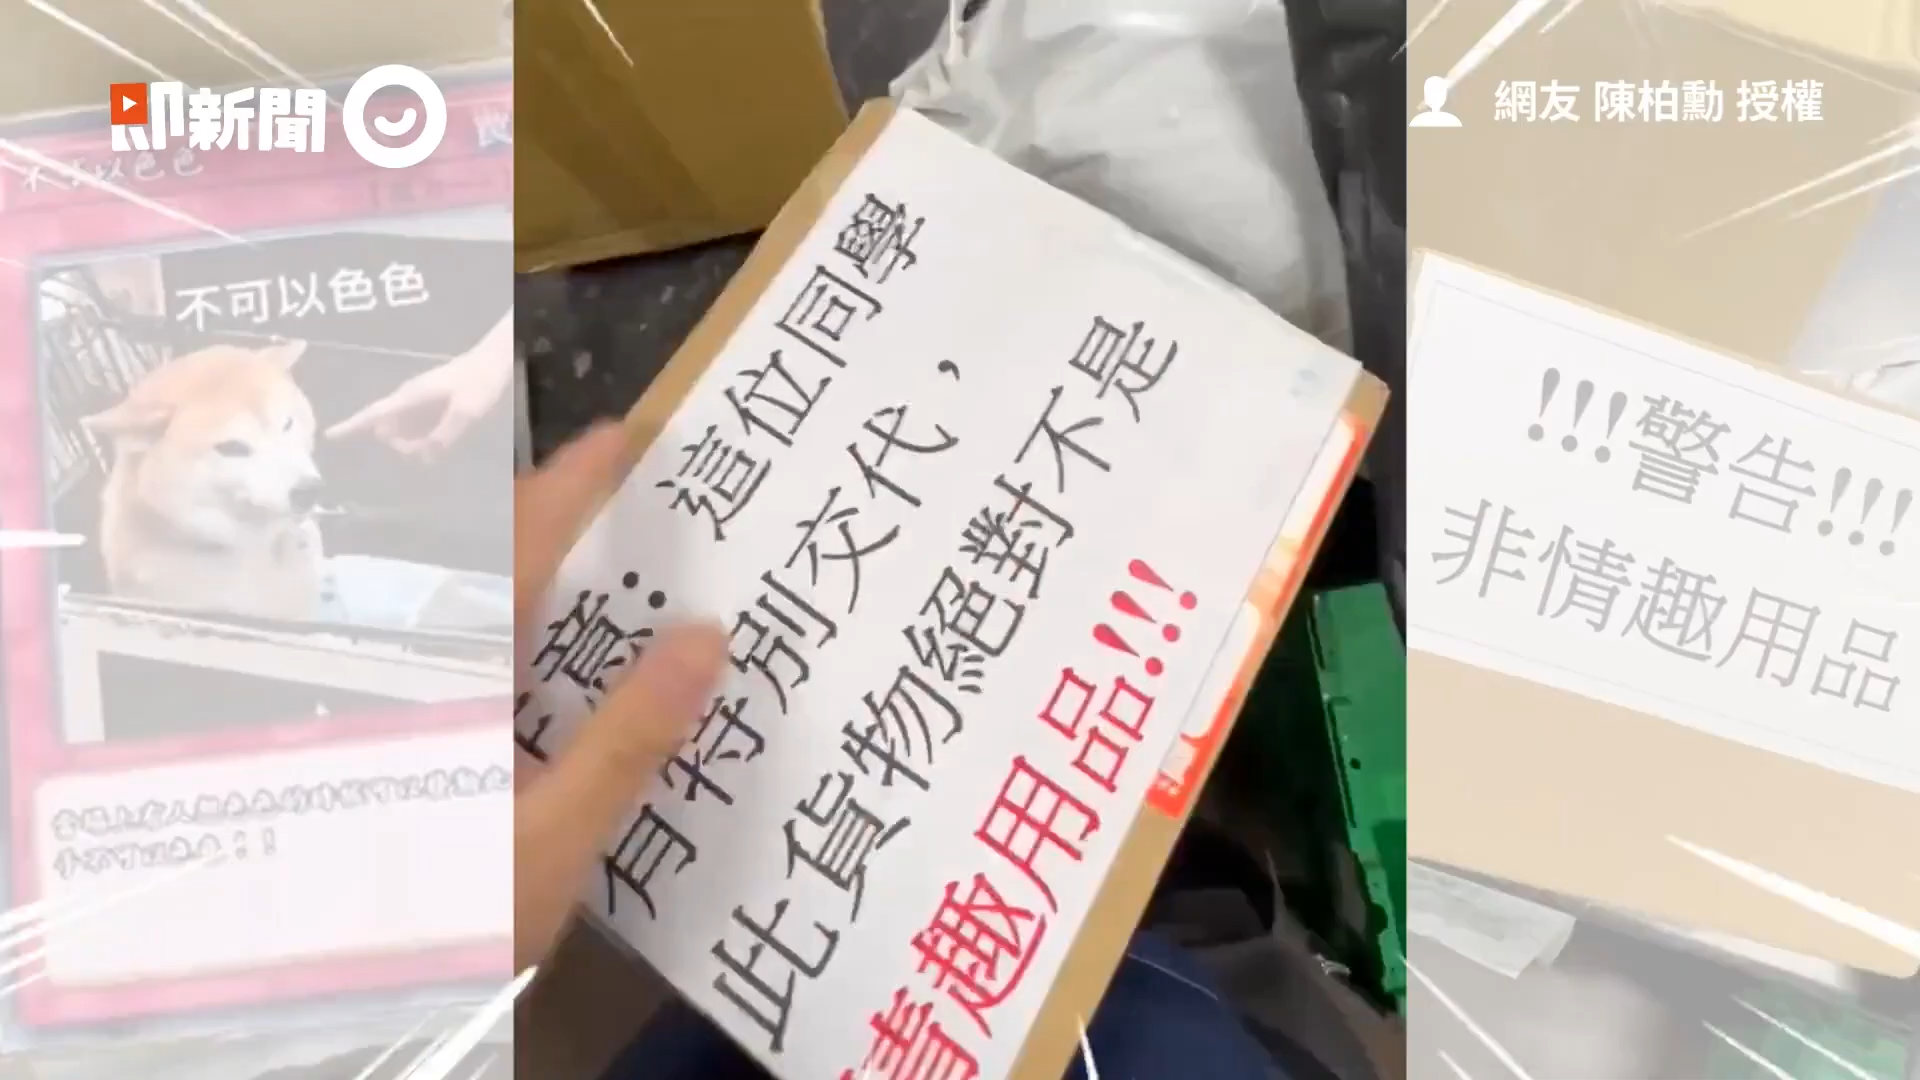 即新聞
網友 陳柏勳 授權
不可以色色
不可以色色
意：這位同學
有特別交代，
此貨物絕對不是
情趣用品!!!
!!!警告!!!
非情趣用品